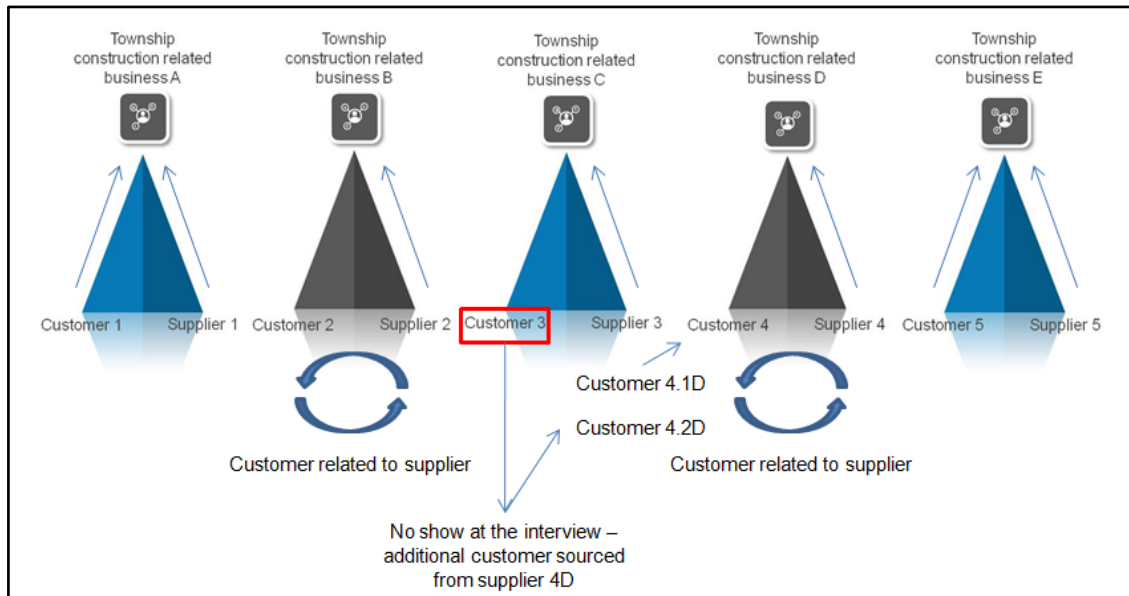 Township
construction related
business A
Township
construction related
business B
Township
construction related
business C
Township
construction related
business D
Township
construction related
business E
Customer 1
Supplier 1
Customer 2
Supplier 2
Customer 3
Supplier 3
Customer 4
Supplier 4
Customer 5
Supplier 5
Customer 4.1D
Customer 4.2D
Customer related to supplier
Customer related to supplier
No show at the interview –
additional customer sourced
from supplier 4D